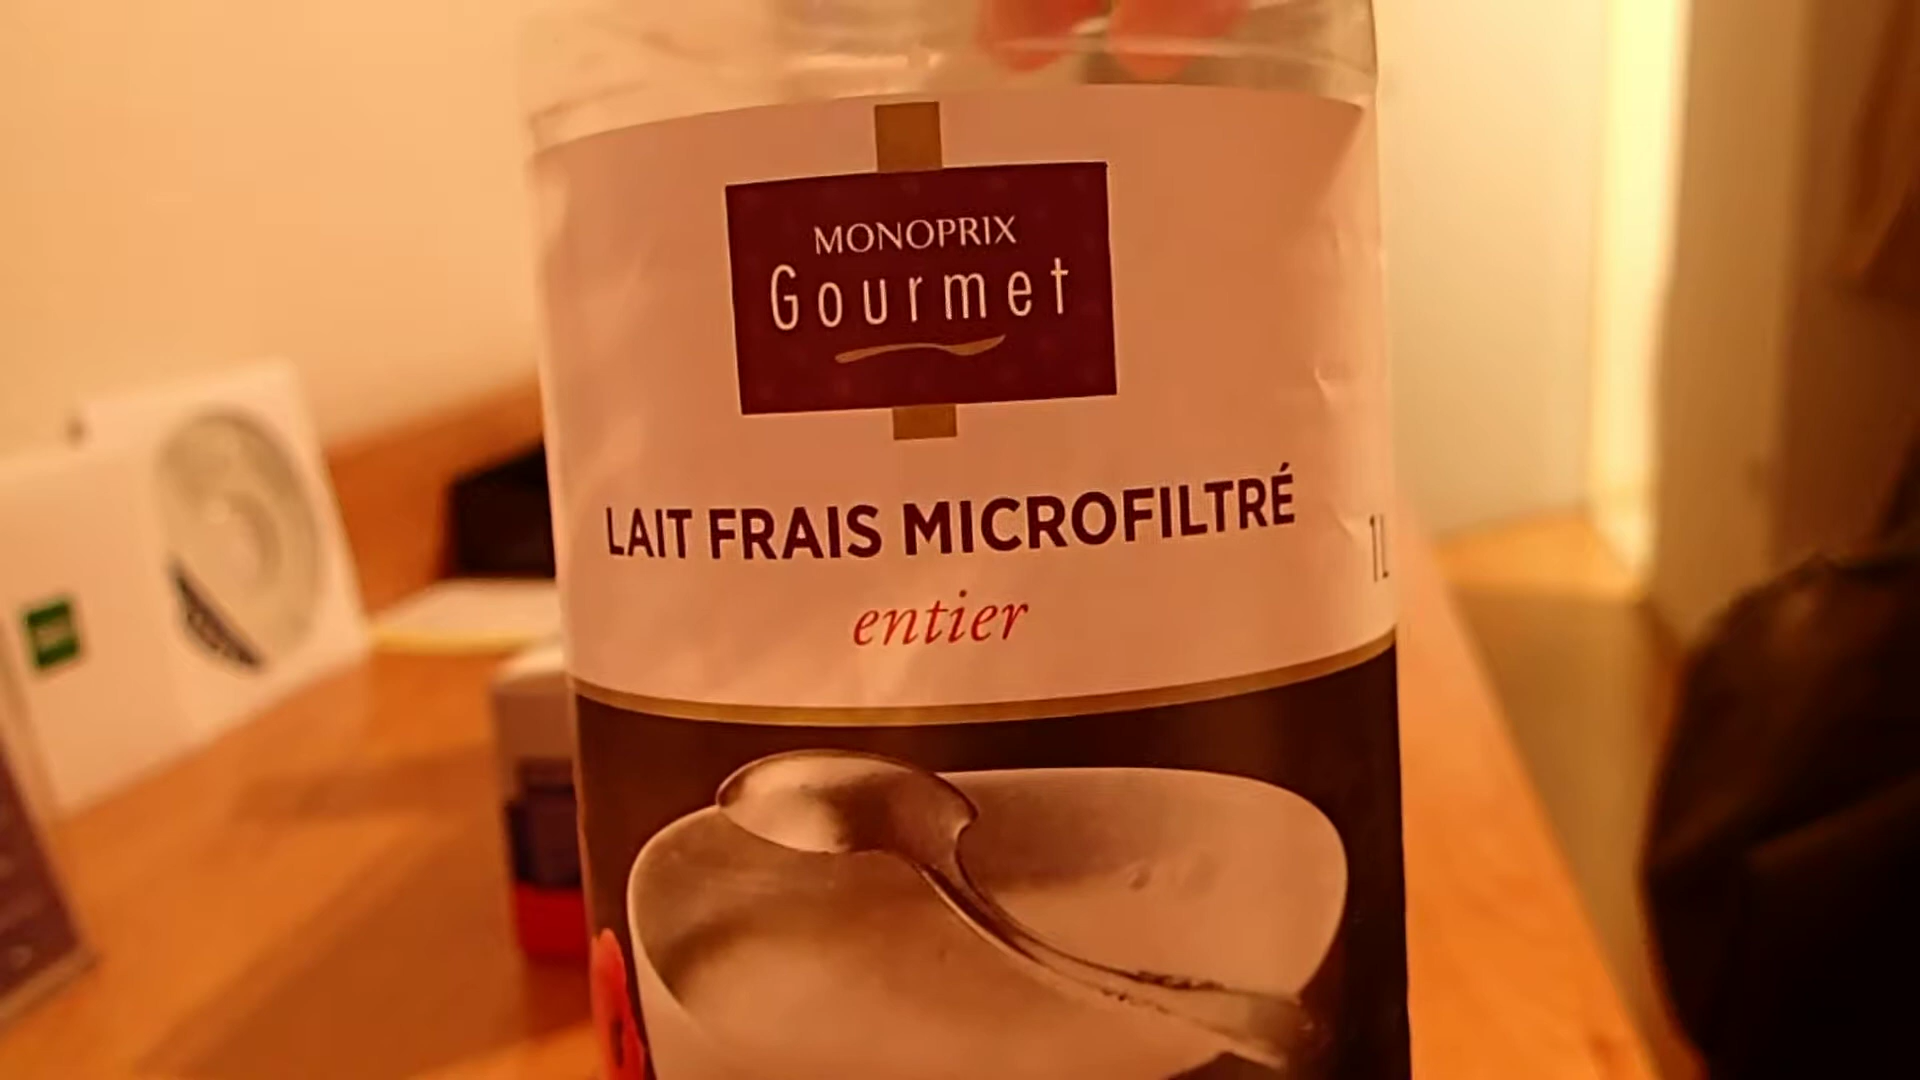 MONOPRIX
Gourmet
LAIT FRAIS MICROFILTRÉ
1L
entier